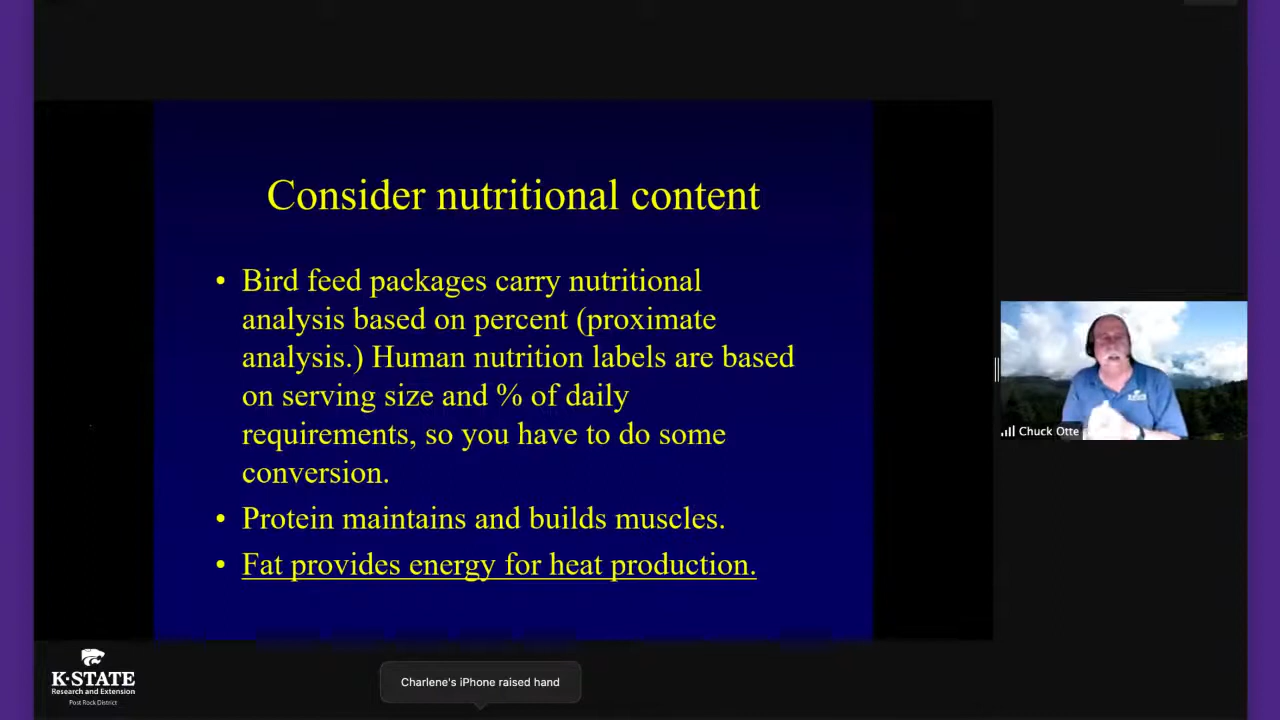 Consider nutritional content
• Bird feed packages carry nutritional
analysis based on percent (proximate
analysis.) Human nutrition labels are based
on serving size and % of daily
requirements, so you have to do some
conversion.
• Protein maintains and builds muscles.
• Fat provides energy for heat production.
Chuck Otte
K·STATE
Research and Extension
Post Rock District
Charlene's iPhone raised hand